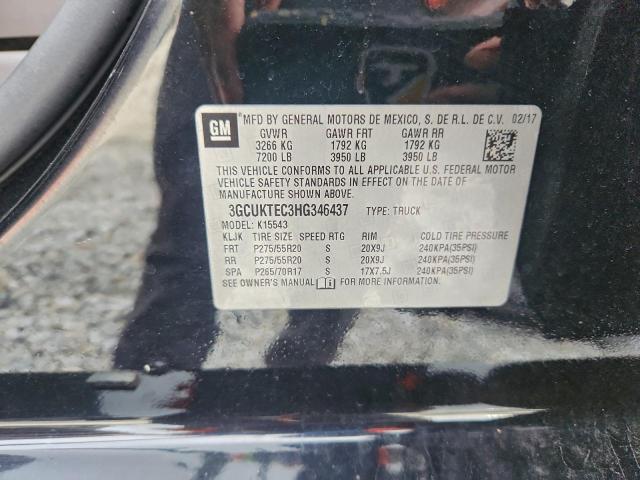 GM
MFD BY GENERAL MOTORS DE MEXICO, S. DE R.L. DE C.V. 02/17
GVWR GAWR FRT GAWR RR
3266 KG 1792 KG 1792 KG
7200 LB 3950 LB 3950 LB
THIS VEHICLE CONFORMS TO ALL APPLICABLE U.S. FEDERAL MOTOR
VEHICLE SAFETY STANDARDS IN EFFECT ON THE DATE OF
MANUFACTURE SHOWN ABOVE.
3GCUKTEC3HG346437 TYPE: TRUCK
MODEL: K15543
KLJK TIRE SIZE SPEED RTG RIM COLD TIRE PRESSURE
FRT P275/55R20 S 20X9J 240KPA(35PSI)
RR P275/55R20 S 20X9J 240KPA(35PSI)
SPA P265/70R17 S 17X7.5J 240KPA(35PSI)
SEE OWNER'S MANUAL FOR MORE INFORMATION.